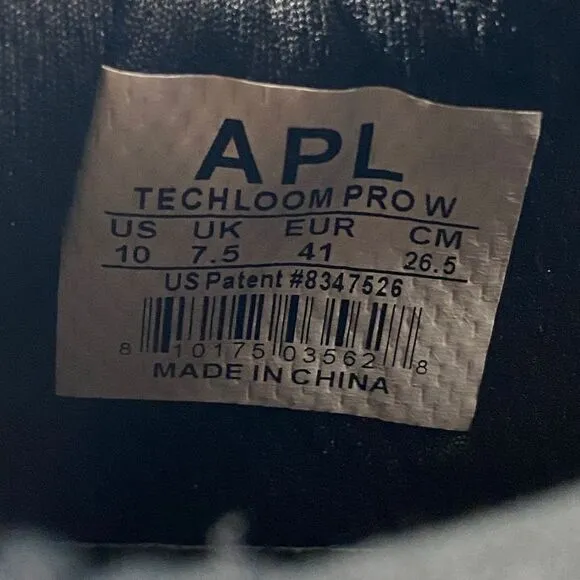 APL
TECHLOOM PRO W
US UK EUR CM
10 7.5 41 26.5
US Patent #8347526
8 10175 03562 8
MADE IN CHINA